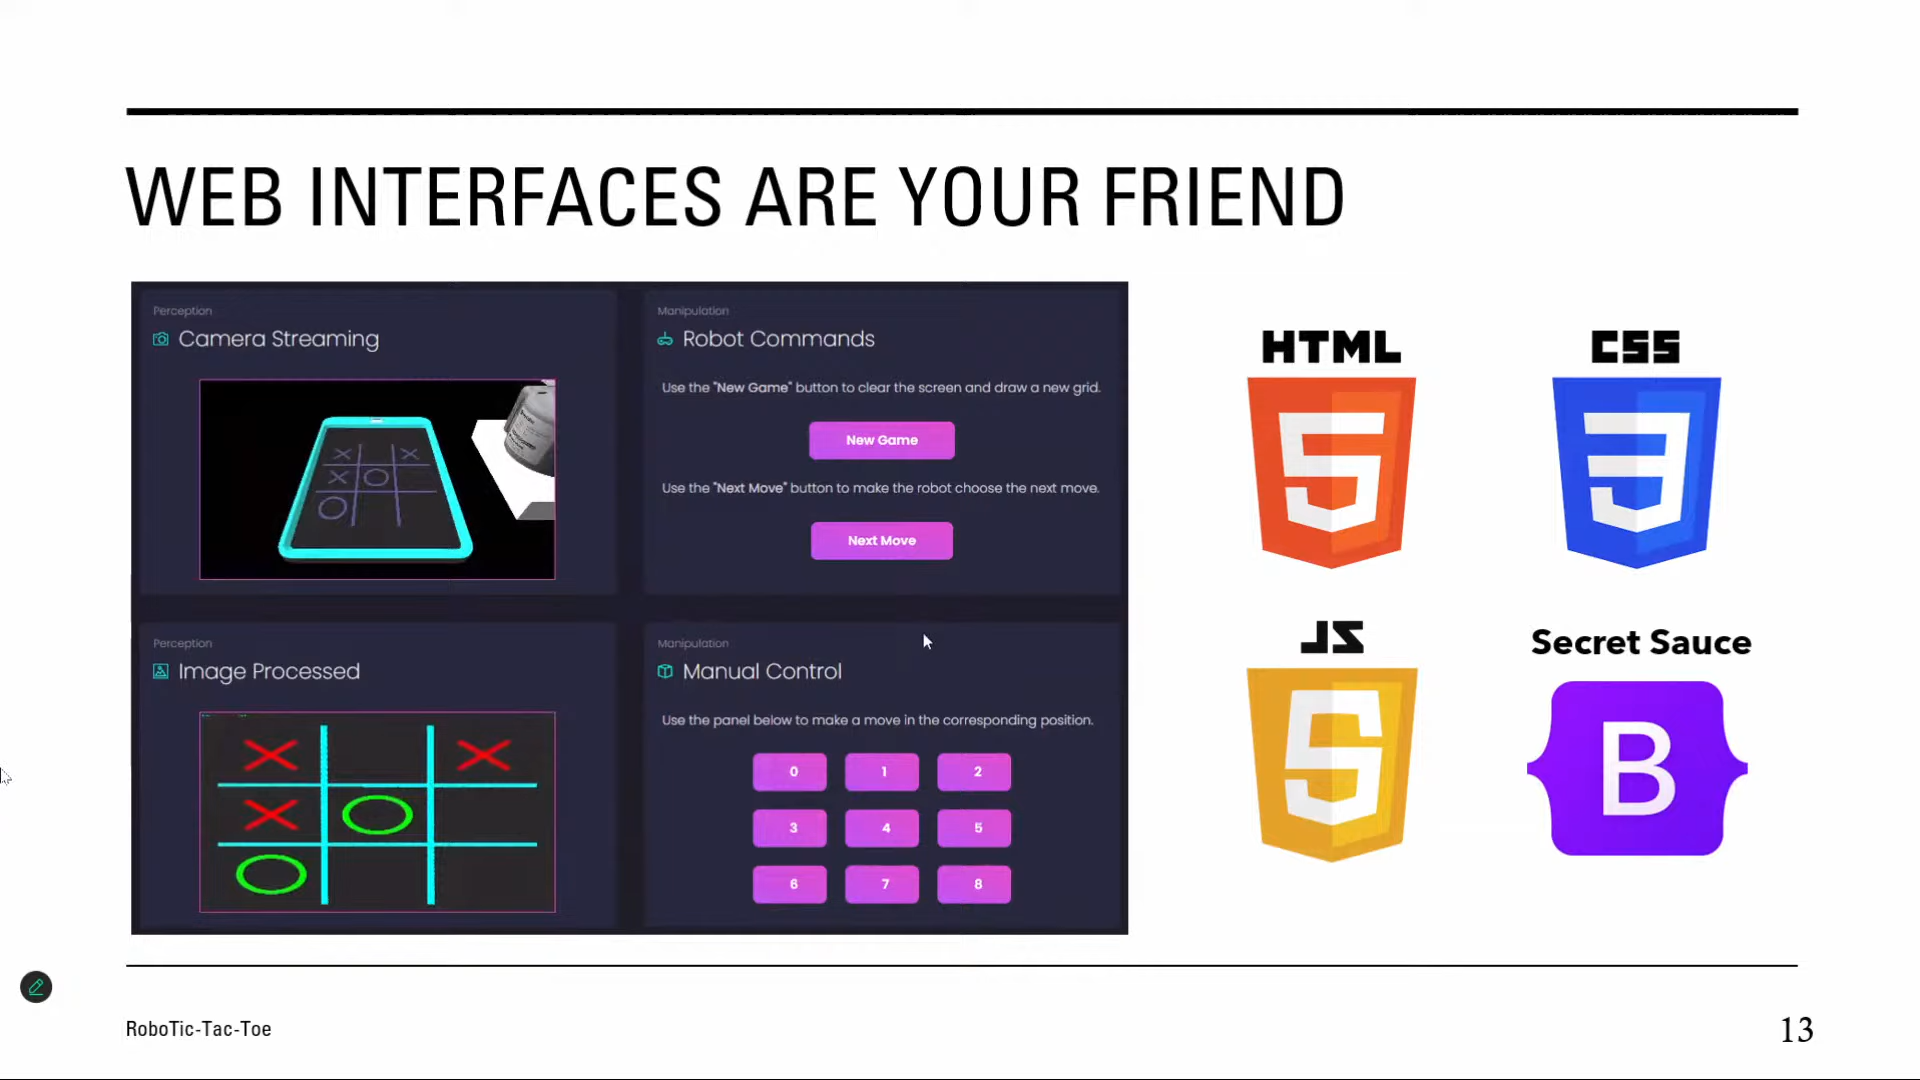 WEB INTERFACES ARE YOUR FRIEND
Perception
Camera Streaming
Manipulation
Robot Commands
Use the "New Game" button to clear the screen and draw a new grid.
New Game
Use the "Next Move" button to make the robot choose the next move.
Next Move
Perception
Image Processed
Manipulation
Manual Control
Use the panel below to make a move in the corresponding position.
0 1 2
3 4 5
6 7 8
HTML
5
CSS
3
JS
5
Secret Sauce
B
RoboTic-Tac-Toe
13